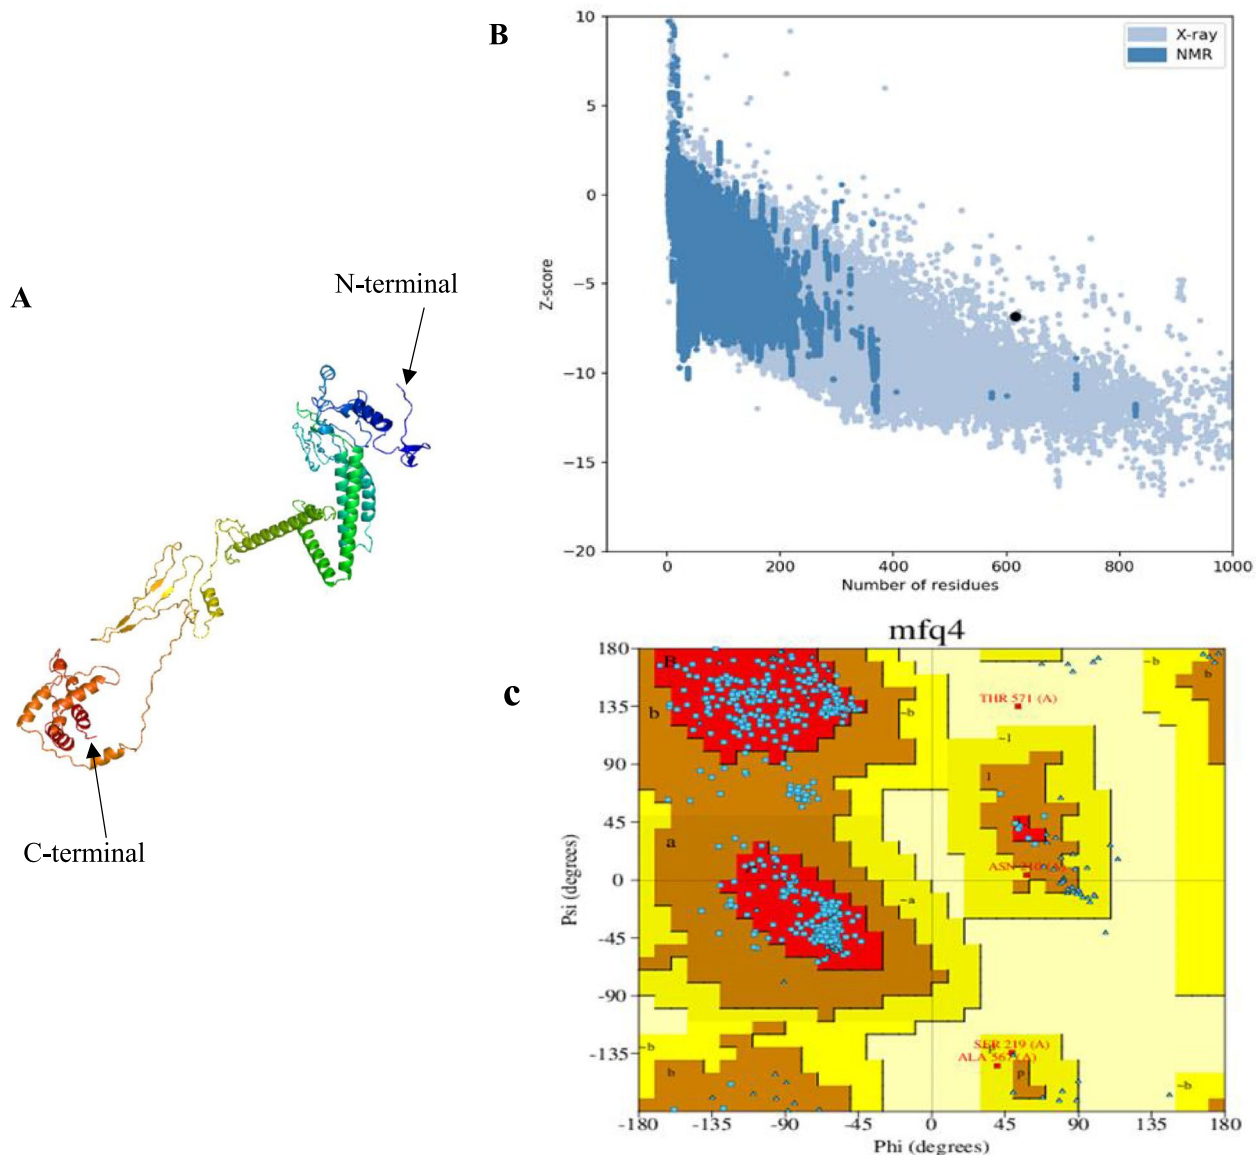 A
N-terminal
C-terminal
B
X-ray
NMR
10
5
0
−5
−10
−15
−20
Z-score
0
200
400
600
800
1000
Number of residues
c
mfq4
180
135
90
45
0
-45
-90
-135
Psi (degrees)
B
b
~b
~b
b
THR 571 (A)
~l
l
a
~a
~b
SER 219 (A)
p
b
~b
-180
-135
-90
-45
0
45
90
135
180
Phi (degrees)